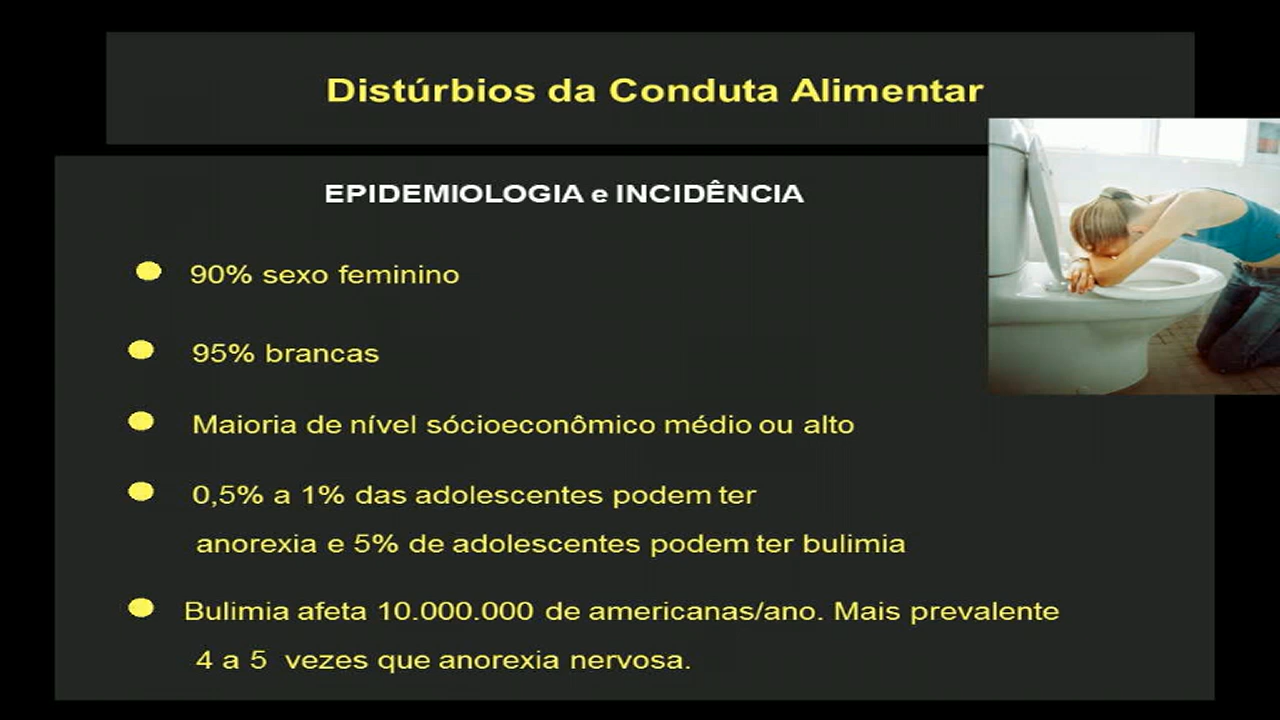 Distúrbios da Conduta Alimentar
EPIDEMIOLOGIA e INCIDÊNCIA
90% sexo feminino
95% brancas
Maioria de nível sócioeconômico médio ou alto
0,5% a 1% das adolescentes podem ter
anorexia e 5% de adolescentes podem ter bulimia
Bulimia afeta 10.000.000 de americanas/ano. Mais prevalente
4 a 5 vezes que anorexia nervosa.